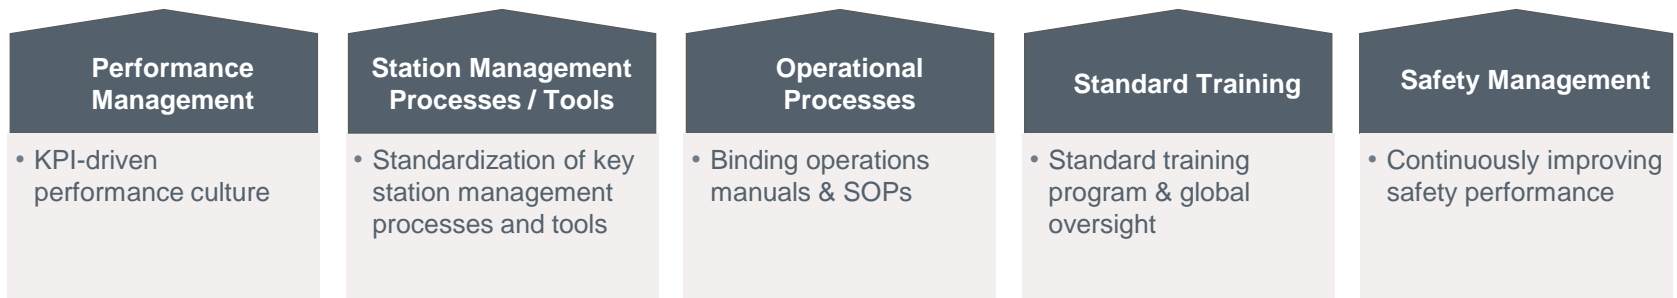 Performance
Management
• KPI-driven
performance culture
Station Management
Processes / Tools
• Standardization of key
station management
processes and tools
Operational
Processes
• Binding operations
manuals & SOPs
Standard Training
• Standard training
program & global
oversight
Safety Management
• Continuously improving
safety performance